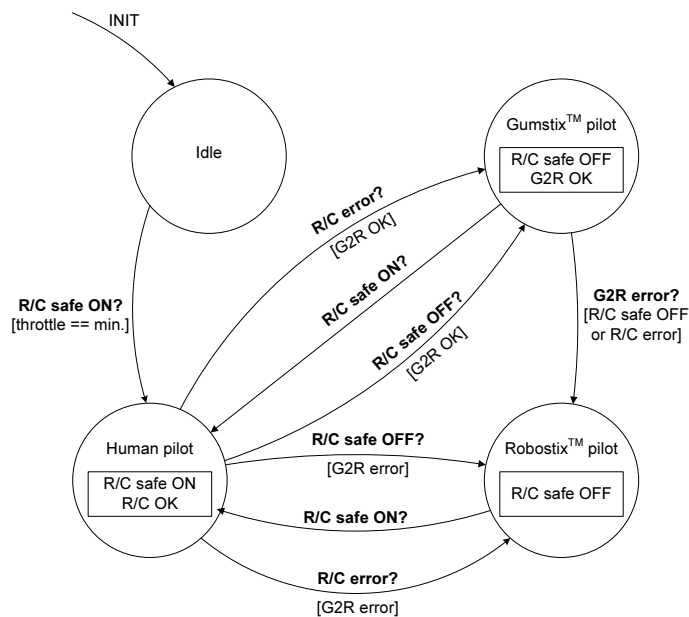 INIT
Idle
Gumstix™ pilot
R/C safe OFF
G2R OK
R/C error?
[G2R OK]
R/C safe ON?
R/C safe OFF?
[G2R OK]
R/C safe ON?
[throttle == min.]
G2R error?
[R/C safe OFF
or R/C error]
Human pilot
R/C safe ON
R/C OK
R/C safe OFF?
[G2R error]
Robostix™ pilot
R/C safe OFF
R/C safe ON?
R/C error?
[G2R error]